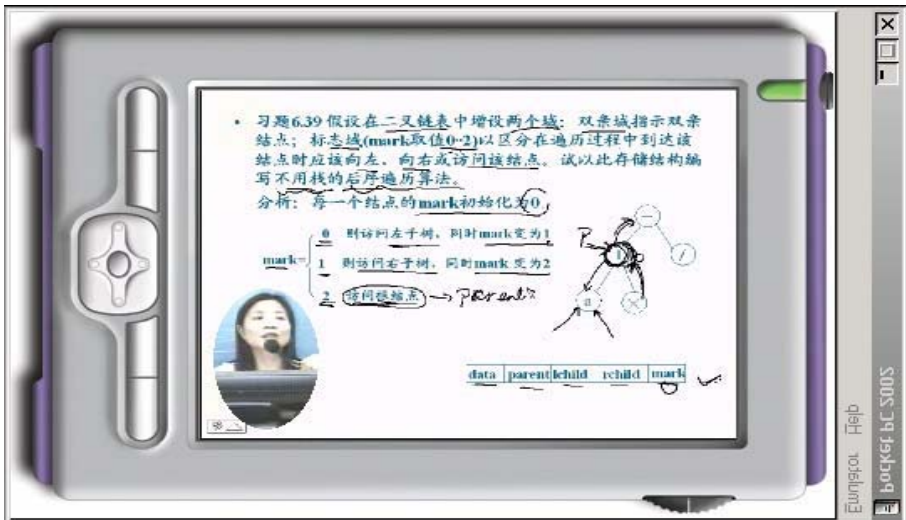 • 习题6.39 假设在二叉链表中增设两个域：双亲域指示双亲
结点；标志域(mark取值0-2)以区分在遍历过程中到达该
结点时应该向左、向右或访问该结点。试以此存储结构编
写不用栈的后序遍历算法。
分析：每一个结点的mark初始化为0,
0 则访问左子树，同时mark变为1
mark= 1 则访问右子树，同时mark 变为2
2 访问根结点 → parent
P
−
/
a
×
data parent lchild rchild mark
Emulator Help
Pocket PC 2002